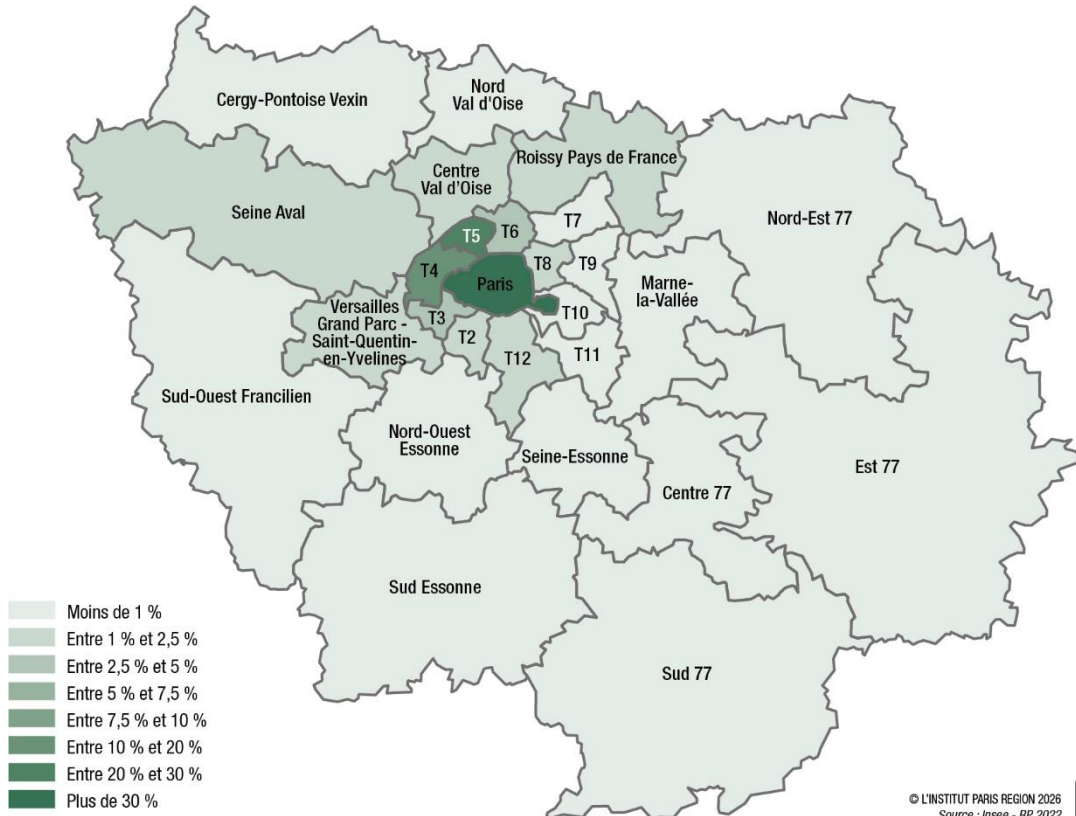 Cergy-Pontoise Vexin
Nord
Val d'Oise
Roissy Pays de France
Centre
Val d'Oise
Seine Aval
Nord-Est 77
T5
T6
T7
T4
Paris
T8
T9
Marne-
la-Vallée
T10
Versailles
Grand Parc -
Saint-Quentin-
en-Yvelines
T3
T2
T12
T11
Sud-Ouest Francilien
Nord-Ouest
Essonne
Seine-Essonne
Centre 77
Est 77
Sud Essonne
Sud 77
Moins de 1 %
Entre 1 % et 2,5 %
Entre 2,5 % et 5 %
Entre 5 % et 7,5 %
Entre 7,5 % et 10 %
Entre 10 % et 20 %
Entre 20 % et 30 %
Plus de 30 %
© L'INSTITUT PARIS REGION 2026
Source : Insee - RP 2022